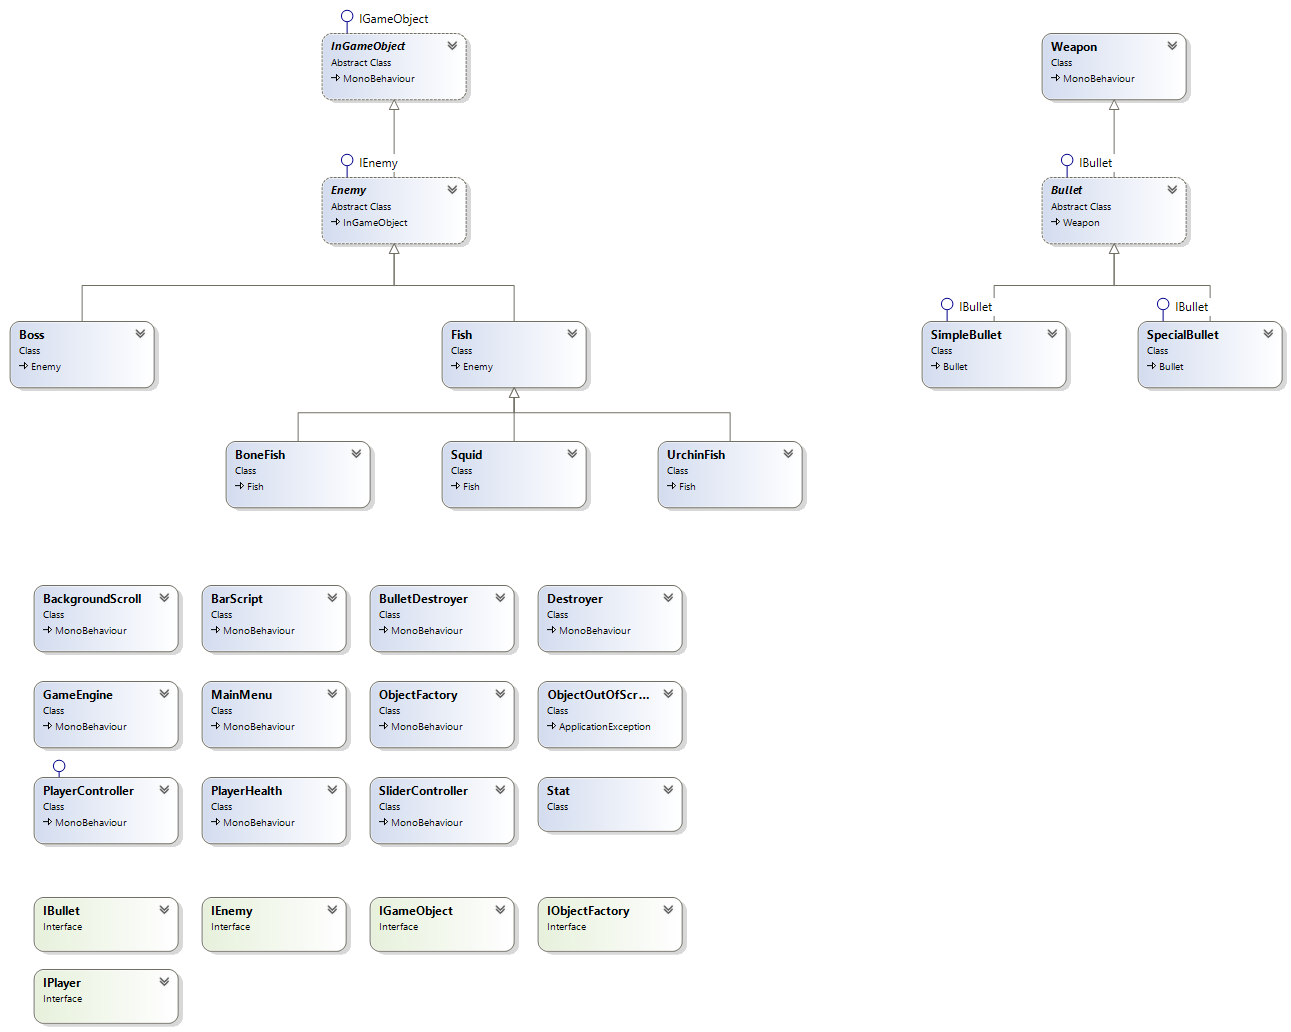 IGameObject
InGameObject
Abstract Class
MonoBehaviour
Weapon
Class
MonoBehaviour
IEnemy
Enemy
Abstract Class
InGameObject
IBullet
Bullet
Abstract Class
Weapon
Boss
Class
Enemy
Fish
Class
Enemy
IBullet
SimpleBullet
Class
Bullet
IBullet
SpecialBullet
Class
Bullet
BoneFish
Class
Fish
Squid
Class
Fish
UrchinFish
Class
Fish
BackgroundScroll
Class
MonoBehaviour
BarScript
Class
MonoBehaviour
BulletDestroyer
Class
MonoBehaviour
Destroyer
Class
MonoBehaviour
GameEngine
Class
MonoBehaviour
MainMenu
Class
MonoBehaviour
ObjectFactory
Class
MonoBehaviour
ObjectOutOfScr...
Class
ApplicationException
PlayerController
Class
MonoBehaviour
PlayerHealth
Class
MonoBehaviour
SliderController
Class
MonoBehaviour
Stat
Class
IBullet
Interface
IEnemy
Interface
IGameObject
Interface
IObjectFactory
Interface
IPlayer
Interface